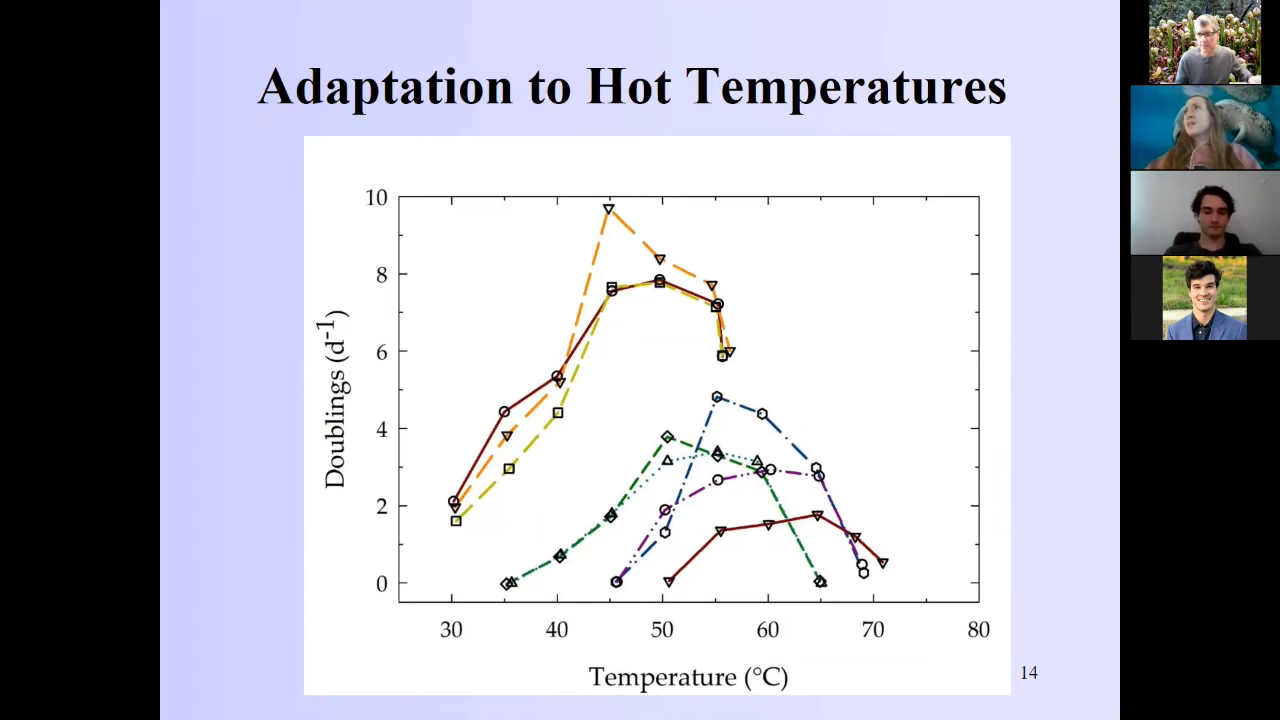 Adaptation to Hot Temperatures
10
8
6
4
2
0
Doublings (d⁻¹)
30 40 50 60 70 80
Temperature (°C)
14